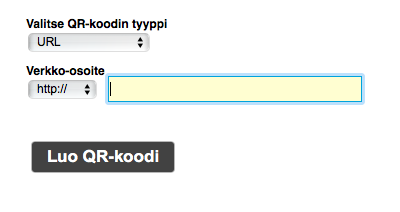 Valitse QR-koodin tyyppi
URL
Verkko-osoite
http://
Luo QR-koodi